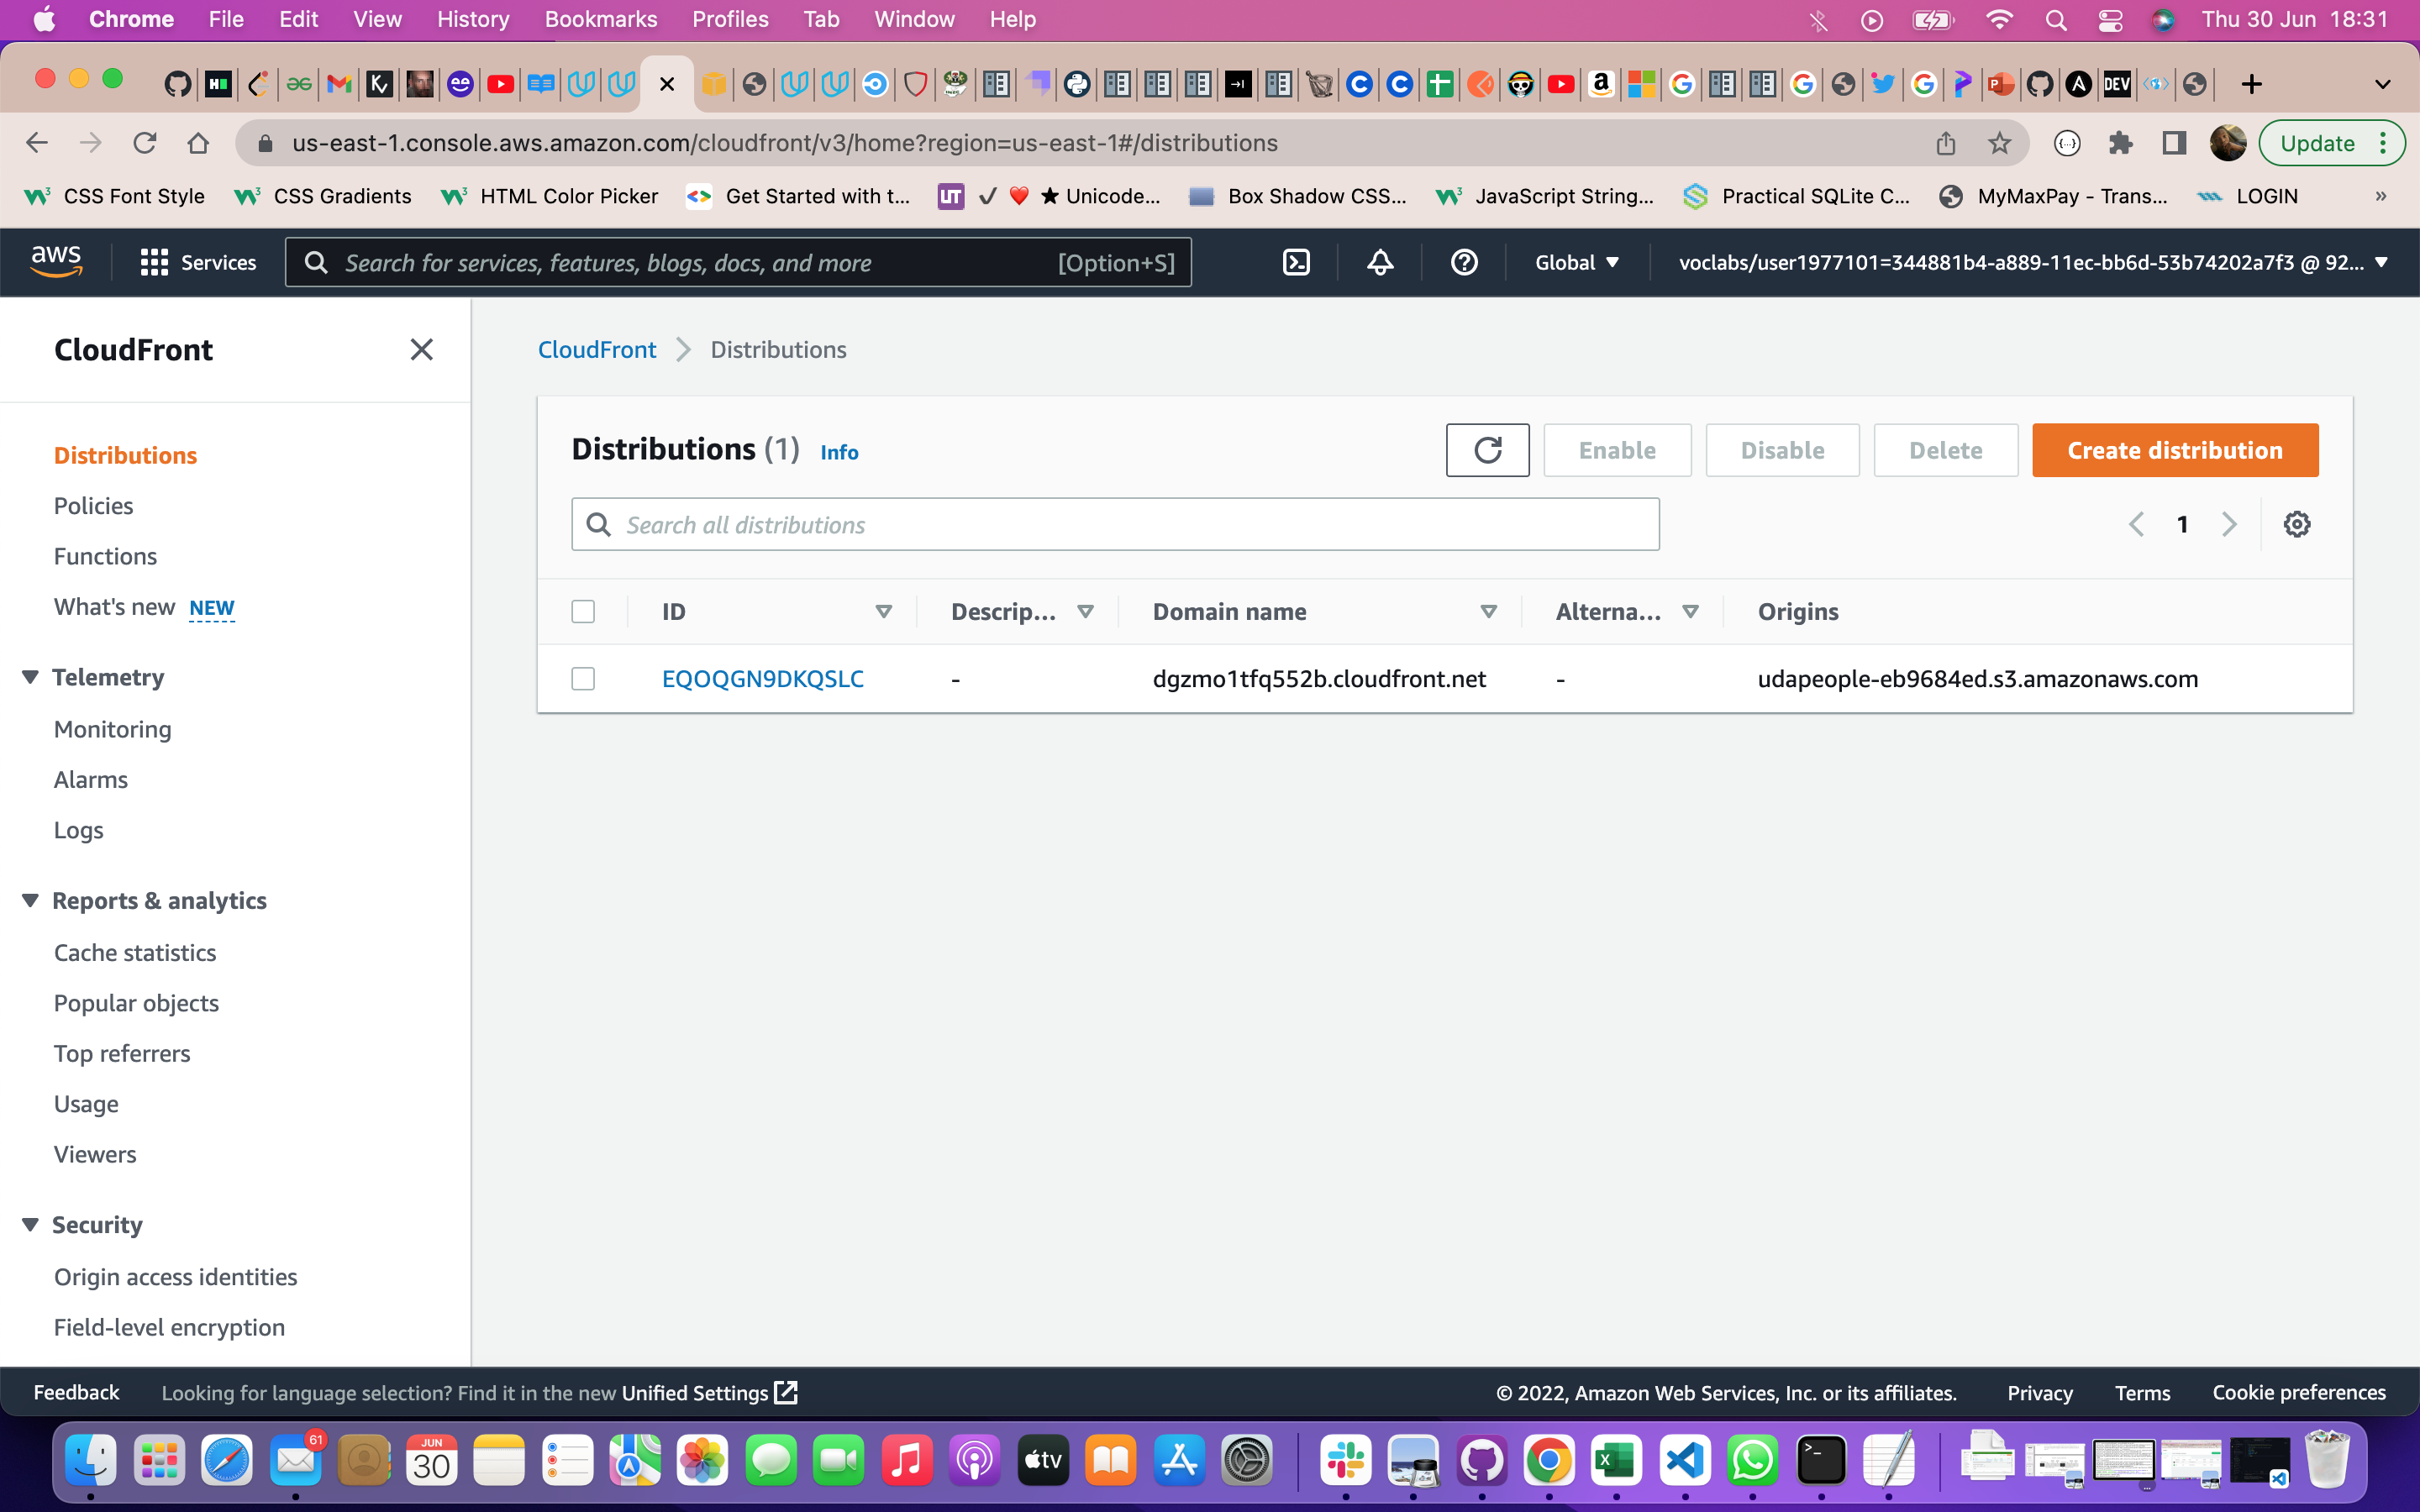 Chrome File Edit View History Bookmarks Profiles Tab Window Help Thu 30 Jun 18:31
us-east-1.console.aws.amazon.com/cloudfront/v3/home?region=us-east-1#/distributions Update
CSS Font Style CSS Gradients HTML Color Picker Get Started with t... UT ✓ ❤️ ★ Unicode... Box Shadow CSS... JavaScript String... Practical SQLite C... MyMaxPay - Trans... LOGIN »
aws Services Search for services, features, blogs, docs, and more [Option+S] Global voclabs/user1977101=344881b4-a889-11ec-bb6d-53b74202a7f3 @ 92...
CloudFront
Distributions
Policies
Functions
What's new NEW
Telemetry
Monitoring
Alarms
Logs
Reports & analytics
Cache statistics
Popular objects
Top referrers
Usage
Viewers
Security
Origin access identities
Field-level encryption
CloudFront Distributions
Distributions (1) Info Enable Disable Delete Create distribution
Search all distributions 1
ID Descrip... Domain name Alterna... Origins
EQOQGN9DKQSLC - dgzmo1tfq552b.cloudfront.net - udapeople-eb9684ed.s3.amazonaws.com
Feedback Looking for language selection? Find it in the new Unified Settings © 2022, Amazon Web Services, Inc. or its affiliates. Privacy Terms Cookie preferences
61 JUN 30 tv